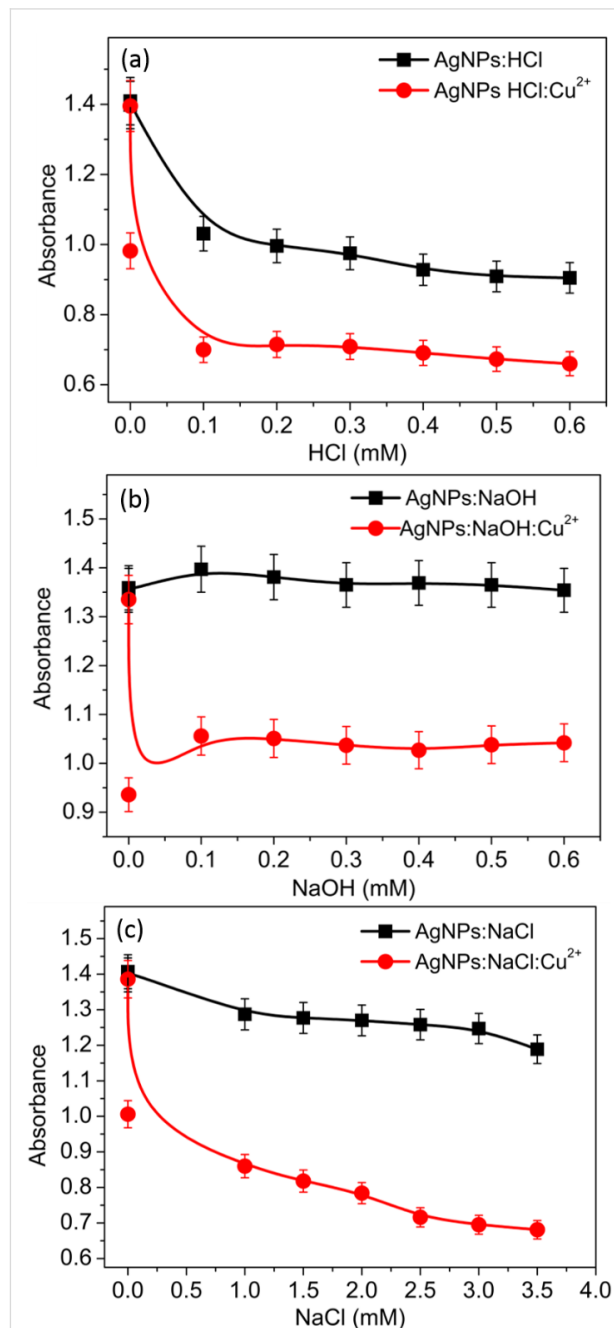 (a)
AgNPs:HCl
AgNPs HCl:Cu²⁺
Absorbance
1.4
1.2
1.0
0.8
0.6
0.0 0.1 0.2 0.3 0.4 0.5 0.6
HCl (mM)
(b)
AgNPs:NaOH
AgNPs:NaOH:Cu²⁺
Absorbance
1.5
1.4
1.3
1.2
1.1
1.0
0.9
0.0 0.1 0.2 0.3 0.4 0.5 0.6
NaOH (mM)
(c)
AgNPs:NaCl
AgNPs:NaCl:Cu²⁺
Absorbance
1.5
1.4
1.3
1.2
1.1
1.0
0.9
0.8
0.7
0.6
0.0 0.5 1.0 1.5 2.0 2.5 3.0 3.5 4.0
NaCl (mM)